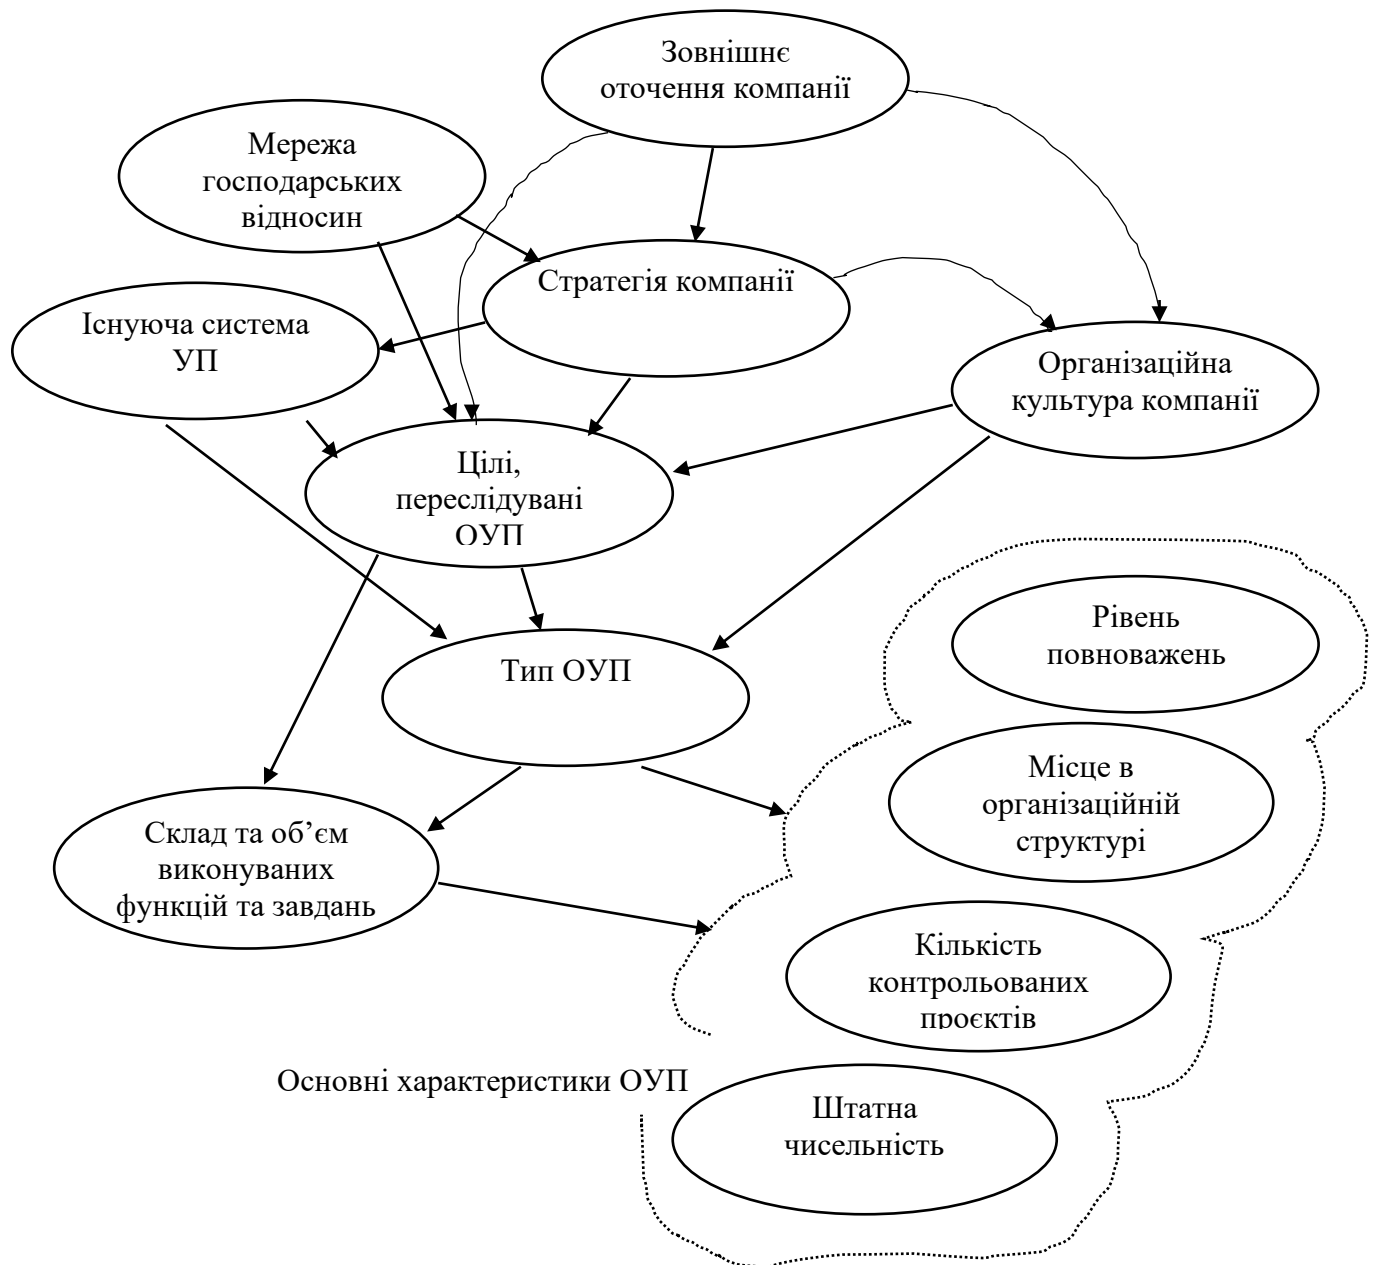 Зовнішнє
оточення компанії
Мережа
господарських
відносин
Стратегія компанії
Існуюча система
УП
Організаційна
культура компанії
Цілі,
переслідувані
ОУП
Рівень
повноважень
Тип ОУП
Місце в
організаційній
структурі
Склад та об’єм
виконуваних
функцій та завдань
Кількість
контрольованих
проєктів
Основні характеристики ОУП
Штатна
чисельність